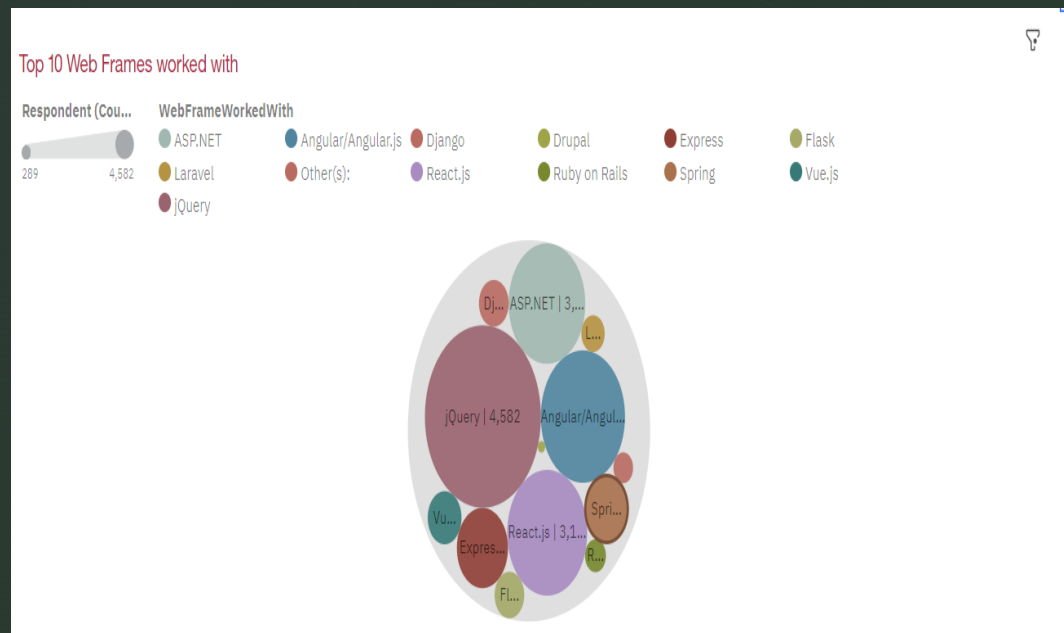 Top 10 Web Frames worked with
Respondent (Cou...
WebFrameWorkedWith
289
4,582
ASP.NET
Angular/Angular.js
Django
Drupal
Express
Flask
Laravel
Other(s):
React.js
Ruby on Rails
Spring
Vue.js
jQuery
Dj...
ASP.NET | 3,...
L...
jQuery | 4,582
Angular/Angul...
Spri...
Vu...
React.js | 3,1...
Expres...
R...
Fl...